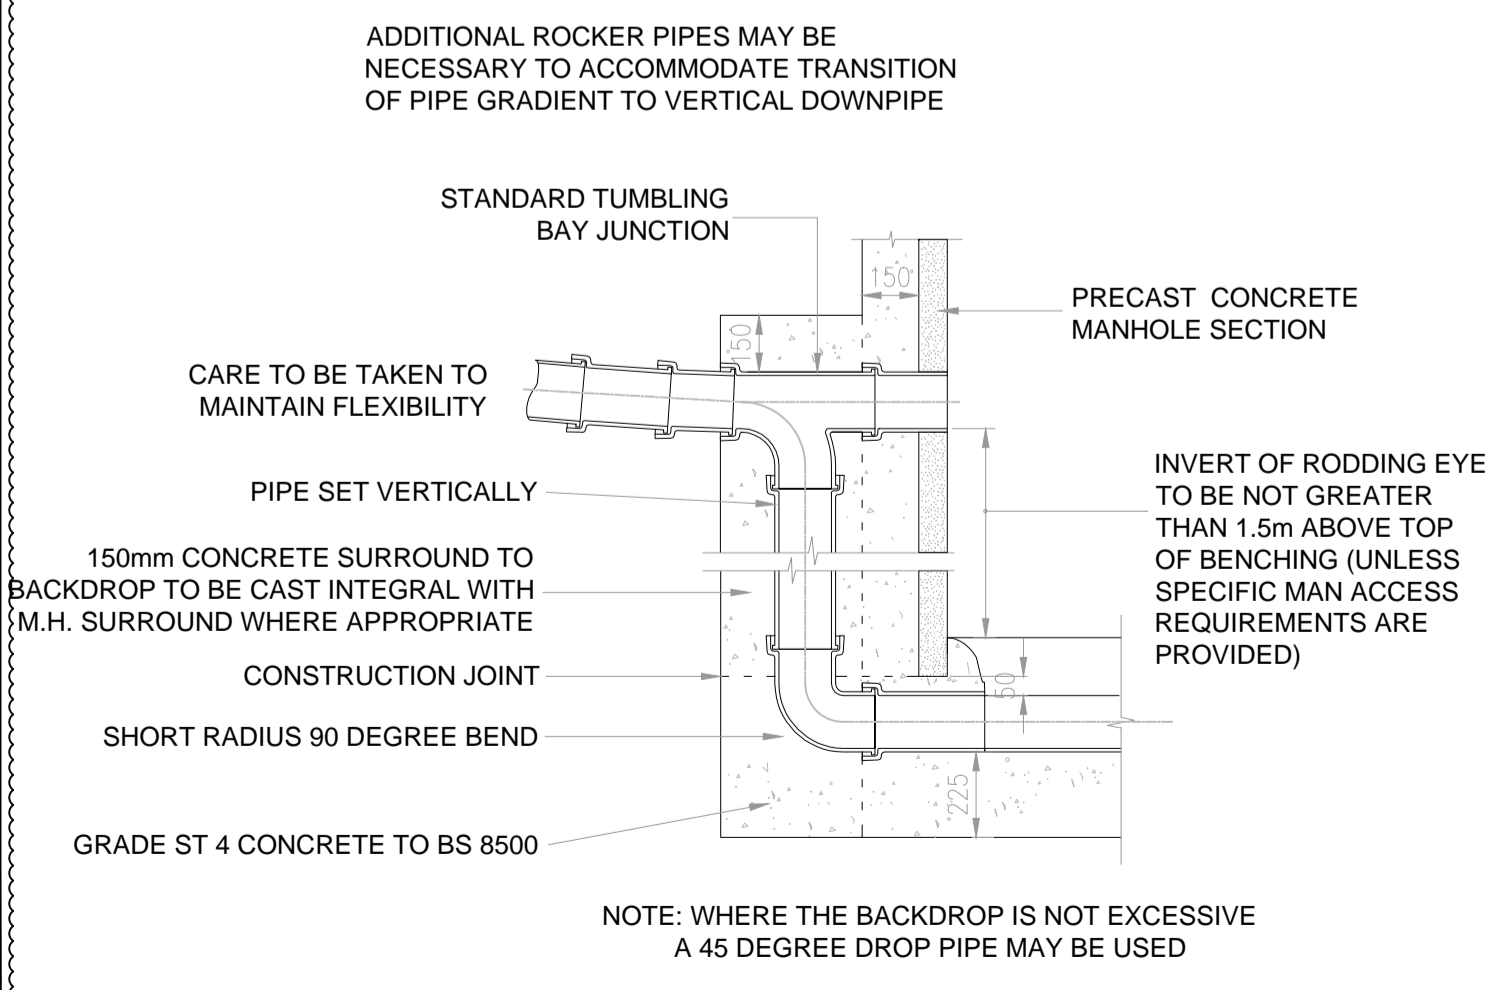 ADDITIONAL ROCKER PIPES MAY BE
NECESSARY TO ACCOMMODATE TRANSITION
OF PIPE GRADIENT TO VERTICAL DOWNPIPE
STANDARD TUMBLING
BAY JUNCTION
150
PRECAST CONCRETE
MANHOLE SECTION
150
CARE TO BE TAKEN TO
MAINTAIN FLEXIBILITY
INVERT OF RODDING EYE
TO BE NOT GREATER
THAN 1.5m ABOVE TOP
OF BENCHING (UNLESS
SPECIFIC MAN ACCESS
REQUIREMENTS ARE
PROVIDED)
PIPE SET VERTICALLY
150mm CONCRETE SURROUND TO
BACKDROP TO BE CAST INTEGRAL WITH
M.H. SURROUND WHERE APPROPRIATE
CONSTRUCTION JOINT
50
SHORT RADIUS 90 DEGREE BEND
225
GRADE ST 4 CONCRETE TO BS 8500
NOTE: WHERE THE BACKDROP IS NOT EXCESSIVE
A 45 DEGREE DROP PIPE MAY BE USED